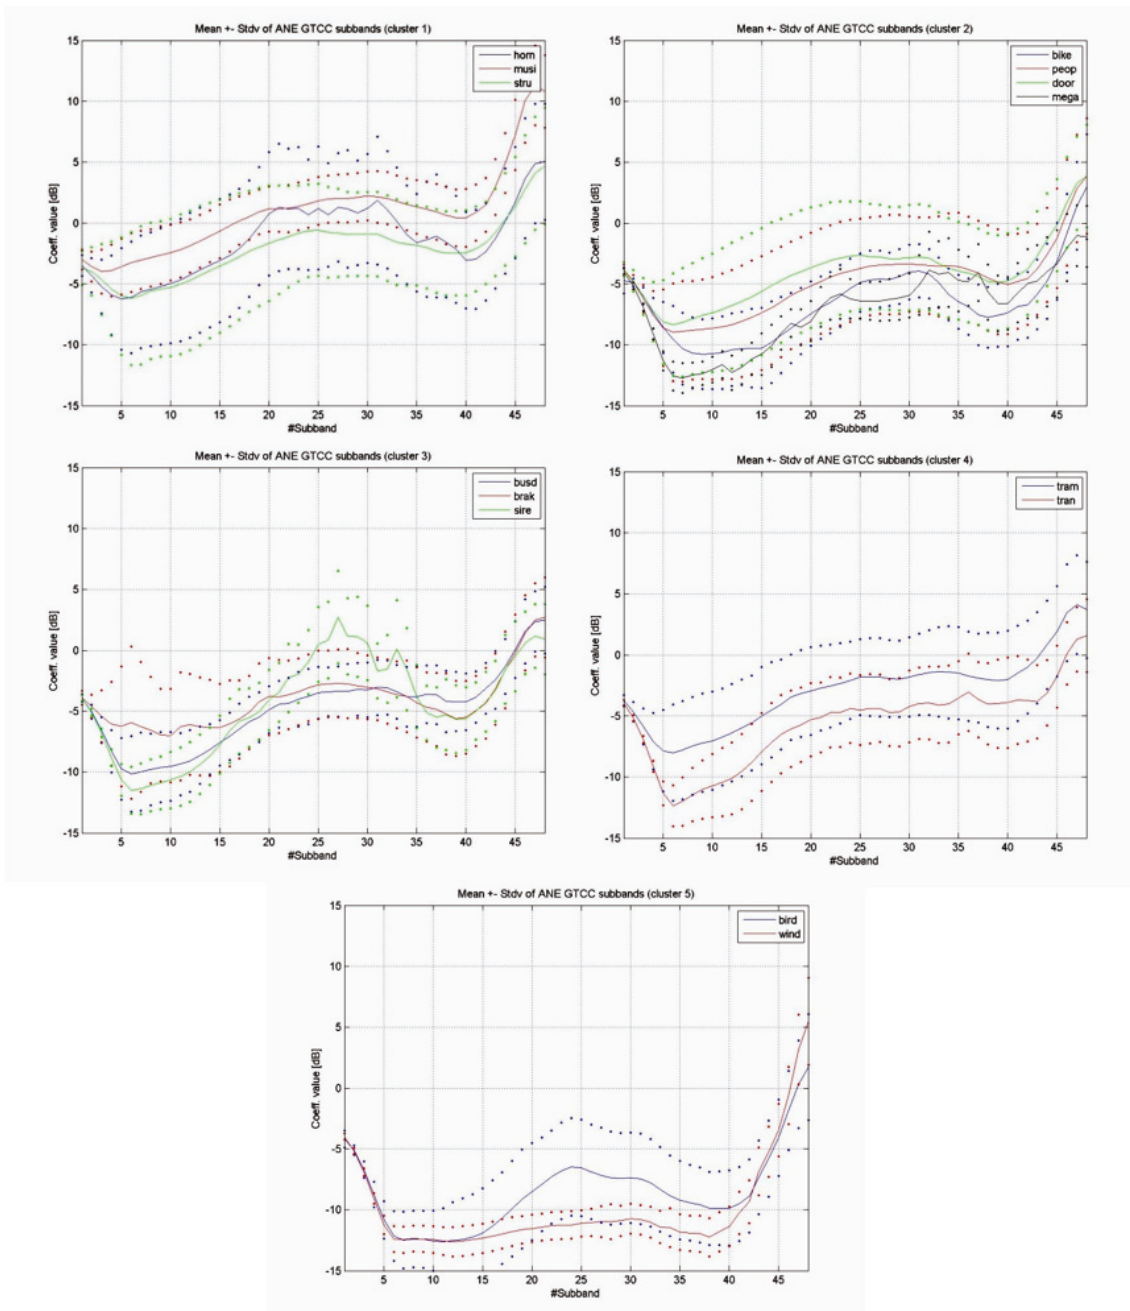 Mean +- Stdv of ANE GTCC subbands (cluster 1)
15
10
5
0
-5
-10
-15
Coeff. value [dB]
horn
musi
stru
5 10 15 20 25 30 35 40 45
#Subband
Mean +- Stdv of ANE GTCC subbands (cluster 2)
15
10
5
0
-5
-10
-15
Coeff. value [dB]
bike
peop
door
mega
5 10 15 20 25 30 35 40 45
#Subband
Mean +- Stdv of ANE GTCC subbands (cluster 3)
15
10
5
0
-5
-10
-15
Coeff. value [dB]
busd
brak
sire
5 10 15 20 25 30 35 40 45
#Subband
Mean +- Stdv of ANE GTCC subbands (cluster 4)
15
10
5
0
-5
-10
-15
Coeff. value [dB]
tram
tran
5 10 15 20 25 30 35 40 45
#Subband
Mean +- Stdv of ANE GTCC subbands (cluster 5)
15
10
5
0
-5
-10
-15
Coeff. value [dB]
bird
wind
5 10 15 20 25 30 35 40 45
#Subband